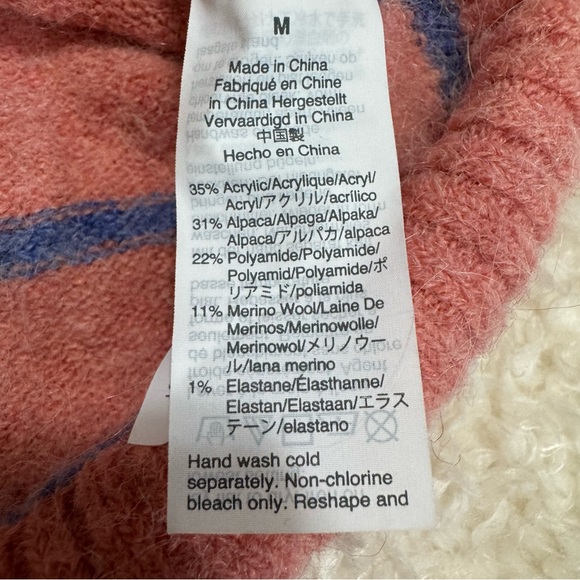 M
Made in China
Fabriqué en Chine
in China Hergestellt
Vervaardigd in China
中国製
Hecho en China
35% Acrylic/Acrylique/Acryl/
Acryl/アクリル/acrílico
31% Alpaca/Alpaga/Alpaka/
Alpaca/アルパカ/alpaca
22% Polyamide/Polyamide/
Polyamid/Polyamide/ポ
リアミド/poliamida
11% Merino Wool/Laine De
Merinos/Merinowolle/
Merinowol/メリノウー
ル/lana merino
1% Elastane/Élasthanne/
Elastan/Elastaan/エラス
テーン/elastano
Hand wash cold
separately. Non-chlorine
bleach only. Reshape and